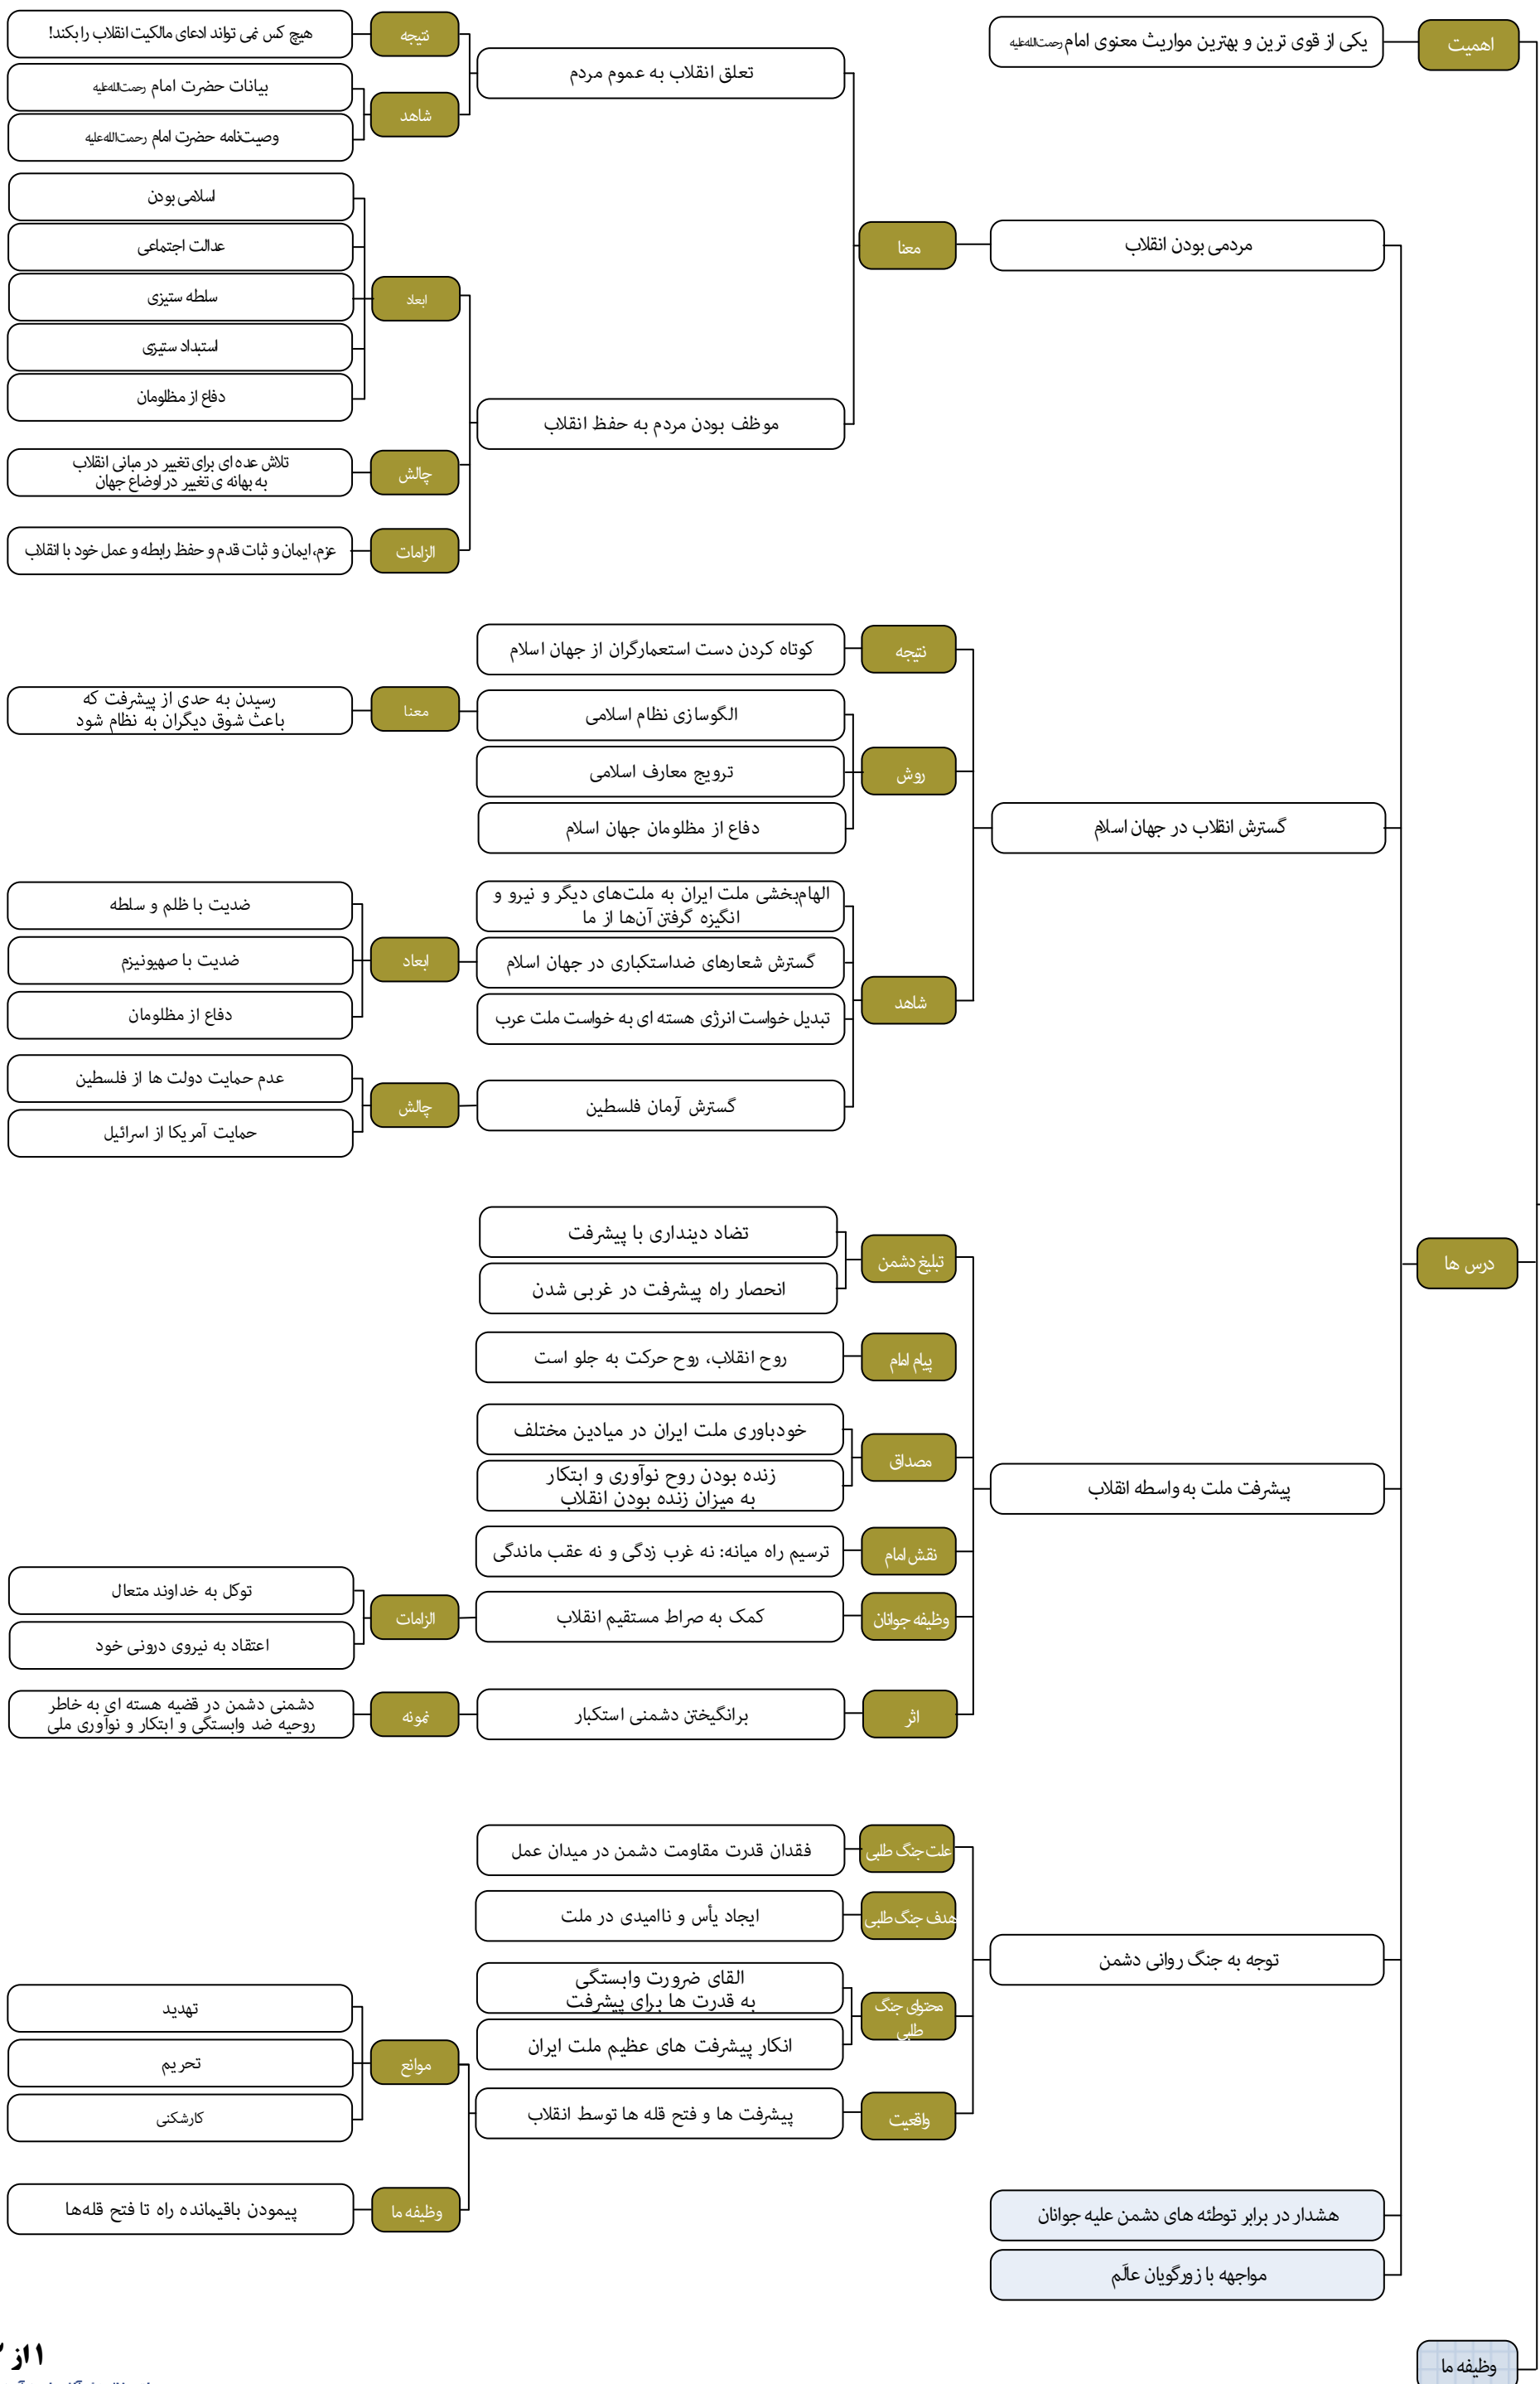 اهمیت
یکی از قوی ترین و بهترین مواریث معنوی امام رحمت‌الله‌علیه
درس ها
مردمی بودن انقلاب
معنا
تعلق انقلاب به عموم مردم
نتیجه
هیچ کس نمی تواند ادعای مالکیت انقلاب را بکند!
شاهد
بیانات حضرت امام رحمت‌الله‌علیه
وصیت‌نامه حضرت امام رحمت‌الله‌علیه
موظف بودن مردم به حفظ انقلاب
ابعاد
اسلامی بودن
عدالت اجتماعی
سلطه ستیزی
استبداد ستیزی
دفاع از مظلومان
چالش
تلاش عده ای برای تغییر در مبانی انقلاب
به بهانه ی تغییر در اوضاع جهان
الزامات
عزم، ایمان و ثبات قدم و حفظ رابطه و عمل خود با انقلاب
گسترش انقلاب در جهان اسلام
نتیجه
کوتاه کردن دست استعمارگران از جهان اسلام
روش
الگوسازی نظام اسلامی
معنا
رسیدن به حدی از پیشرفت که
باعث شوق دیگران به نظام شود
ترویج معارف اسلامی
دفاع از مظلومان جهان اسلام
شاهد
الهام‌بخشی ملت ایران به ملت‌های دیگر و نیرو و
انگیزه گرفتن آن‌ها از ما
گسترش شعارهای ضداستکباری در جهان اسلام
ابعاد
ضدیت با ظلم و سلطه
ضدیت با صهیونیزم
دفاع از مظلومان
تبدیل خواست انرژی هسته ای به خواست ملت عرب
گسترش آرمان فلسطین
چالش
عدم حمایت دولت ها از فلسطین
حمایت آمریکا از اسرائیل
پیشرفت ملت به واسطه انقلاب
تبلیغ دشمن
تضاد دینداری با پیشرفت
انحصار راه پیشرفت در غربی شدن
پیام امام
روح انقلاب، روح حرکت به جلو است
مصداق
خودباوری ملت ایران در میادین مختلف
زنده بودن روح نوآوری و ابتکار
به میزان زنده بودن انقلاب
نقش امام
ترسیم راه میانه: نه غرب زدگی و نه عقب ماندگی
وظیفه جوانان
کمک به صراط مستقیم انقلاب
الزامات
توکل به خداوند متعال
اعتقاد به نیروی درونی خود
اثر
برانگیختن دشمنی استکبار
نمونه
دشمنی دشمن در قضیه هسته ای به خاطر
روحیه ضد وابستگی و ابتکار و نوآوری ملی
توجه به جنگ روانی دشمن
علت جنگ طلبی
فقدان قدرت مقاومت دشمن در میدان عمل
هدف جنگ طلبی
ایجاد یأس و ناامیدی در ملت
محتوای جنگ
طلبی
القای ضرورت وابستگی
به قدرت ها برای پیشرفت
انکار پیشرفت های عظیم ملت ایران
واقعیت
پیشرفت ها و فتح قله ها توسط انقلاب
موانع
تهدید
تحریم
کارشکنی
وظیفه ما
پیمودن باقیمانده راه تا فتح قله‌ها
هشدار در برابر توطئه های دشمن علیه جوانان
مواجهه با زورگویان عالَم
وظیفه ما
۱ از